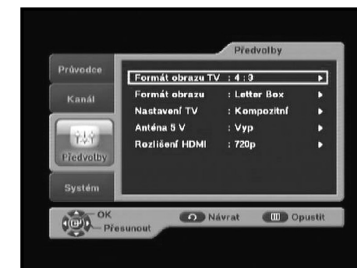 Předvolby
Průvodce
Kanál
Předvolby
Systém
Formát obrazu TV : 4 : 3
Formát obrazu : Letter Box
Nastavení TV : Kompozitní
Anténa 5 V : Vyp
Rozlišení HDMI : 720p
OK
Přesunout
Návrat
Opustit